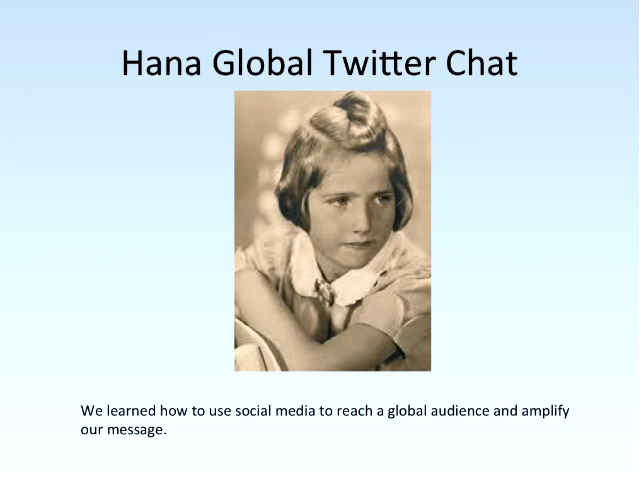 Hana Global Twitter Chat
We learned how to use social media to reach a global audience and amplify
our message.